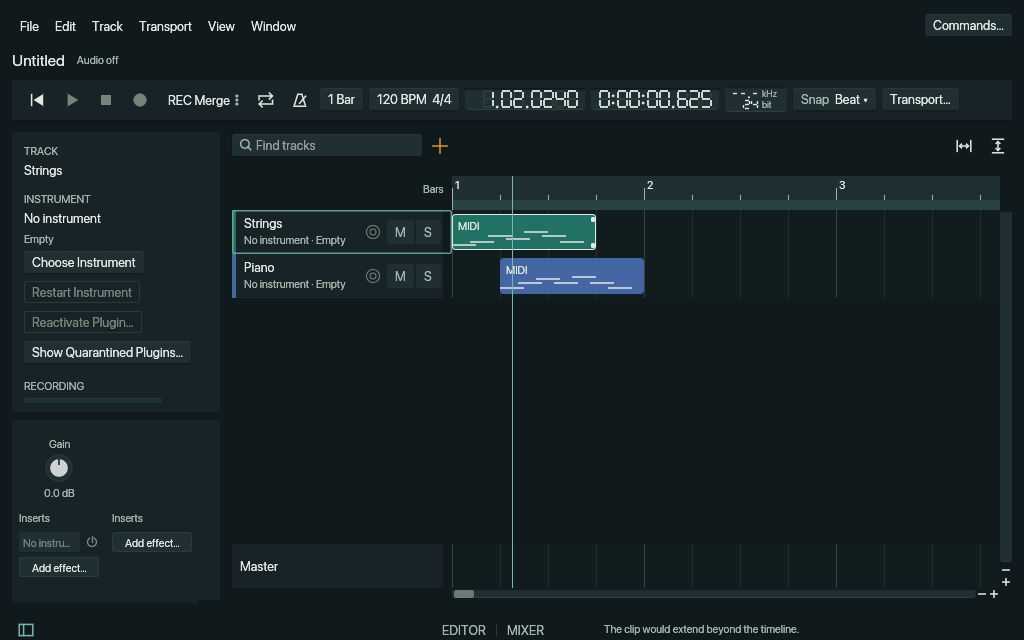 File Edit Track Transport View Window Commands...
Untitled Audio off
REC Merge 1 Bar 120 BPM 4/4 1.02.0240 0:00:00.625 --.- kHz -- bit Snap Beat Transport...
TRACK
Strings
INSTRUMENT
No instrument
Empty
Choose Instrument
Restart Instrument
Reactivate Plugin...
Show Quarantined Plugins...
RECORDING
Gain
0.0 dB
Inserts Inserts
No instru... Add effect...
Add effect...
Find tracks
Bars 1 2 3
Strings
No instrument · Empty M S
MIDI
Piano
No instrument · Empty M S
MIDI
Master
EDITOR MIXER The clip would extend beyond the timeline.